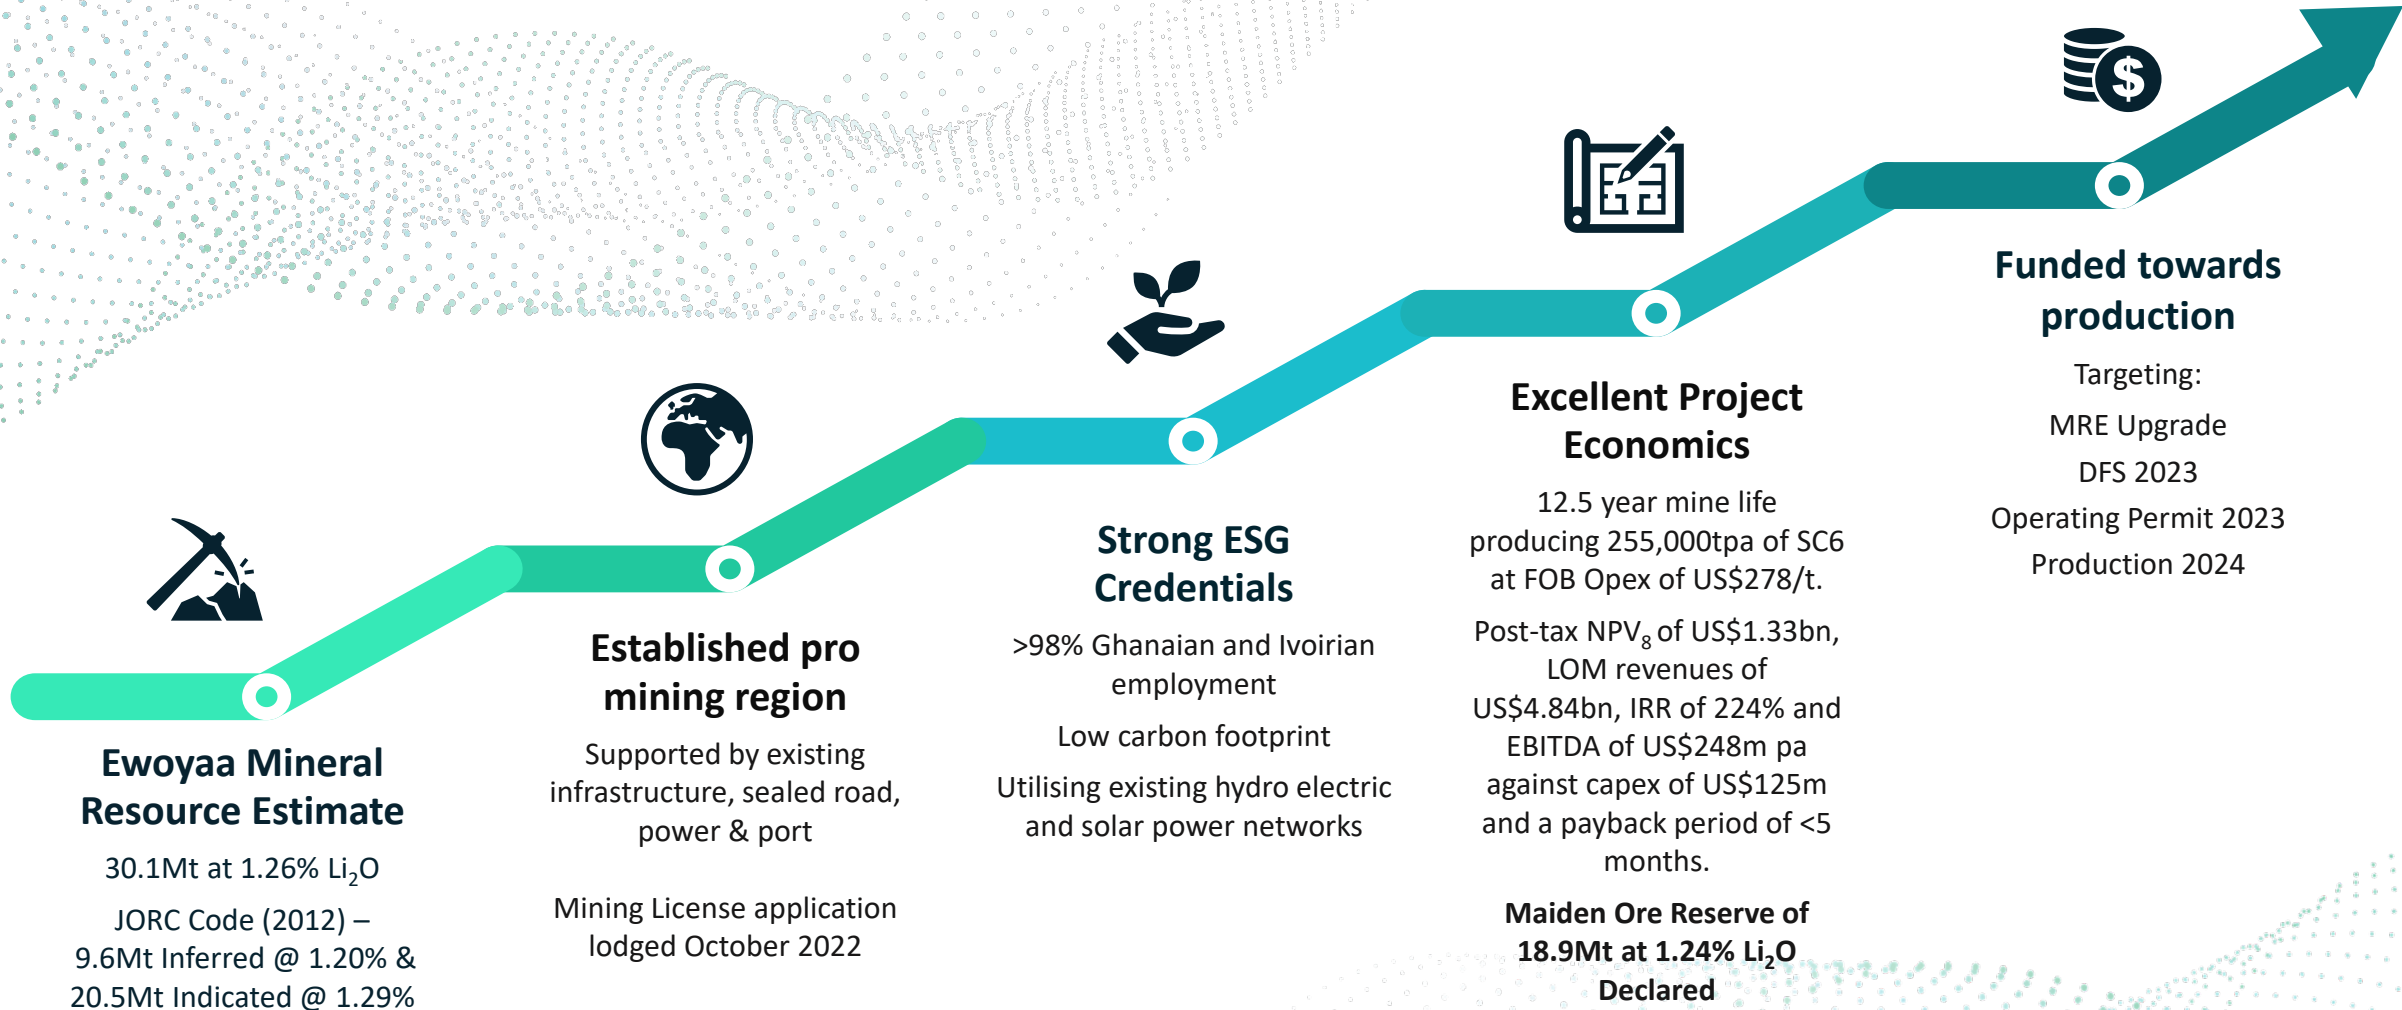 Ewoyaa Mineral
Resource Estimate
30.1Mt at 1.26% Li₂O
JORC Code (2012) –
9.6Mt Inferred @ 1.20% &
20.5Mt Indicated @ 1.29%
Established pro
mining region
Supported by existing
infrastructure, sealed road,
power & port
Mining License application
lodged October 2022
Strong ESG
Credentials
>98% Ghanaian and Ivoirian
employment
Low carbon footprint
Utilising existing hydro electric
and solar power networks
Excellent Project
Economics
12.5 year mine life
producing 255,000tpa of SC6
at FOB Opex of US$278/t.
Post-tax NPV₈ of US$1.33bn,
LOM revenues of
US$4.84bn, IRR of 224% and
EBITDA of US$248m pa
against capex of US$125m
and a payback period of <5
months.
Maiden Ore Reserve of
18.9Mt at 1.24% Li₂O
Declared
$
Funded towards
production
Targeting:
MRE Upgrade
DFS 2023
Operating Permit 2023
Production 2024